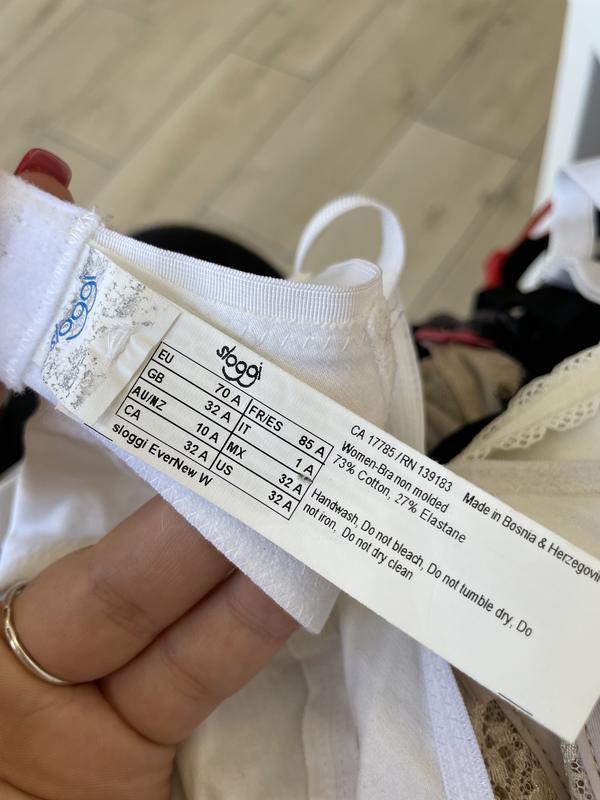 sloggi
sloggi
EU 70 A FR/ES 85 A
GB 32 A IT 1 A
AU/NZ 10 A MX 32 A
CA 32 A US 32 A
sloggi EverNew W
CA 17785 / RN 139183 Made in Bosnia & Herzegovi
Women-Bra non molded
73% Cotton, 27% Elastane
Handwash, Do not bleach, Do not tumble dry, Do
not iron, Do not dry clean